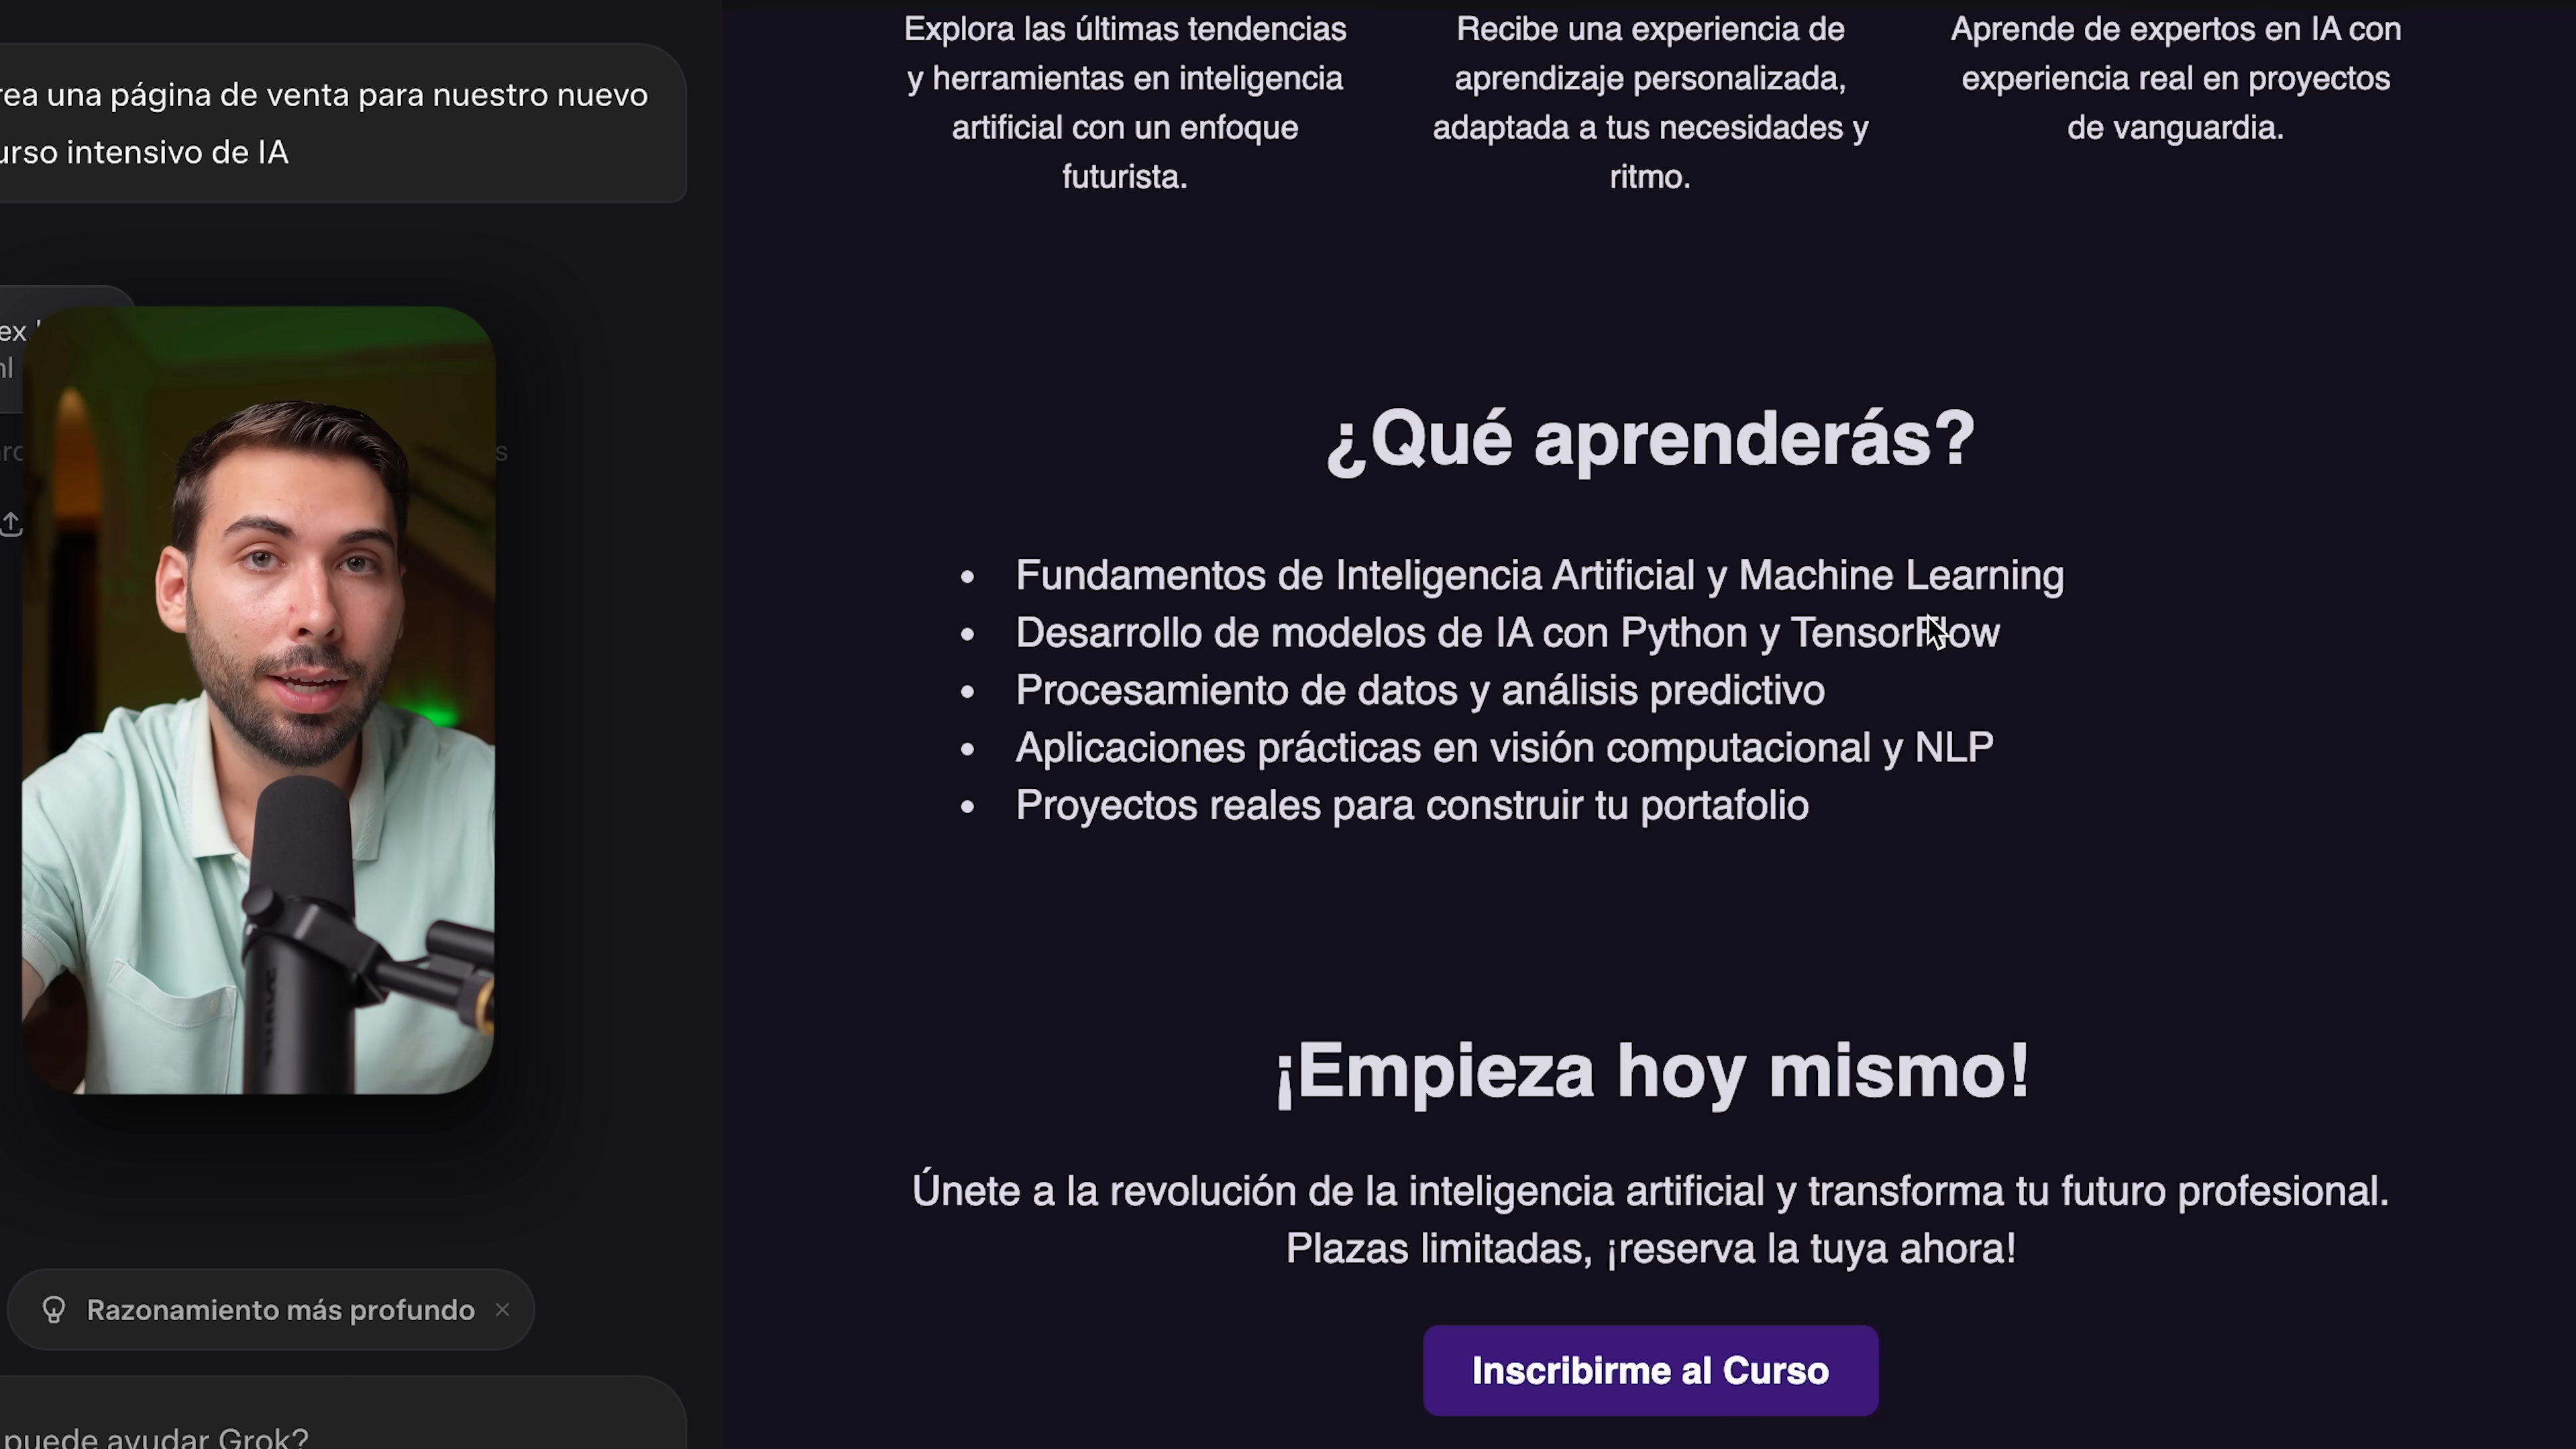 rea una página de venta para nuestro nuevo
urso intensivo de IA
ex
s
Razonamiento más profundo
puede ayudar Grok?
Explora las últimas tendencias
y herramientas en inteligencia
artificial con un enfoque
futurista.
Recibe una experiencia de
aprendizaje personalizada,
adaptada a tus necesidades y
ritmo.
Aprende de expertos en IA con
experiencia real en proyectos
de vanguardia.
¿Qué aprenderás?
• Fundamentos de Inteligencia Artificial y Machine Learning
• Desarrollo de modelos de IA con Python y TensorFlow
• Procesamiento de datos y análisis predictivo
• Aplicaciones prácticas en visión computacional y NLP
• Proyectos reales para construir tu portafolio
¡Empieza hoy mismo!
Únete a la revolución de la inteligencia artificial y transforma tu futuro profesional.
Plazas limitadas, ¡reserva la tuya ahora!
Inscribirme al Curso